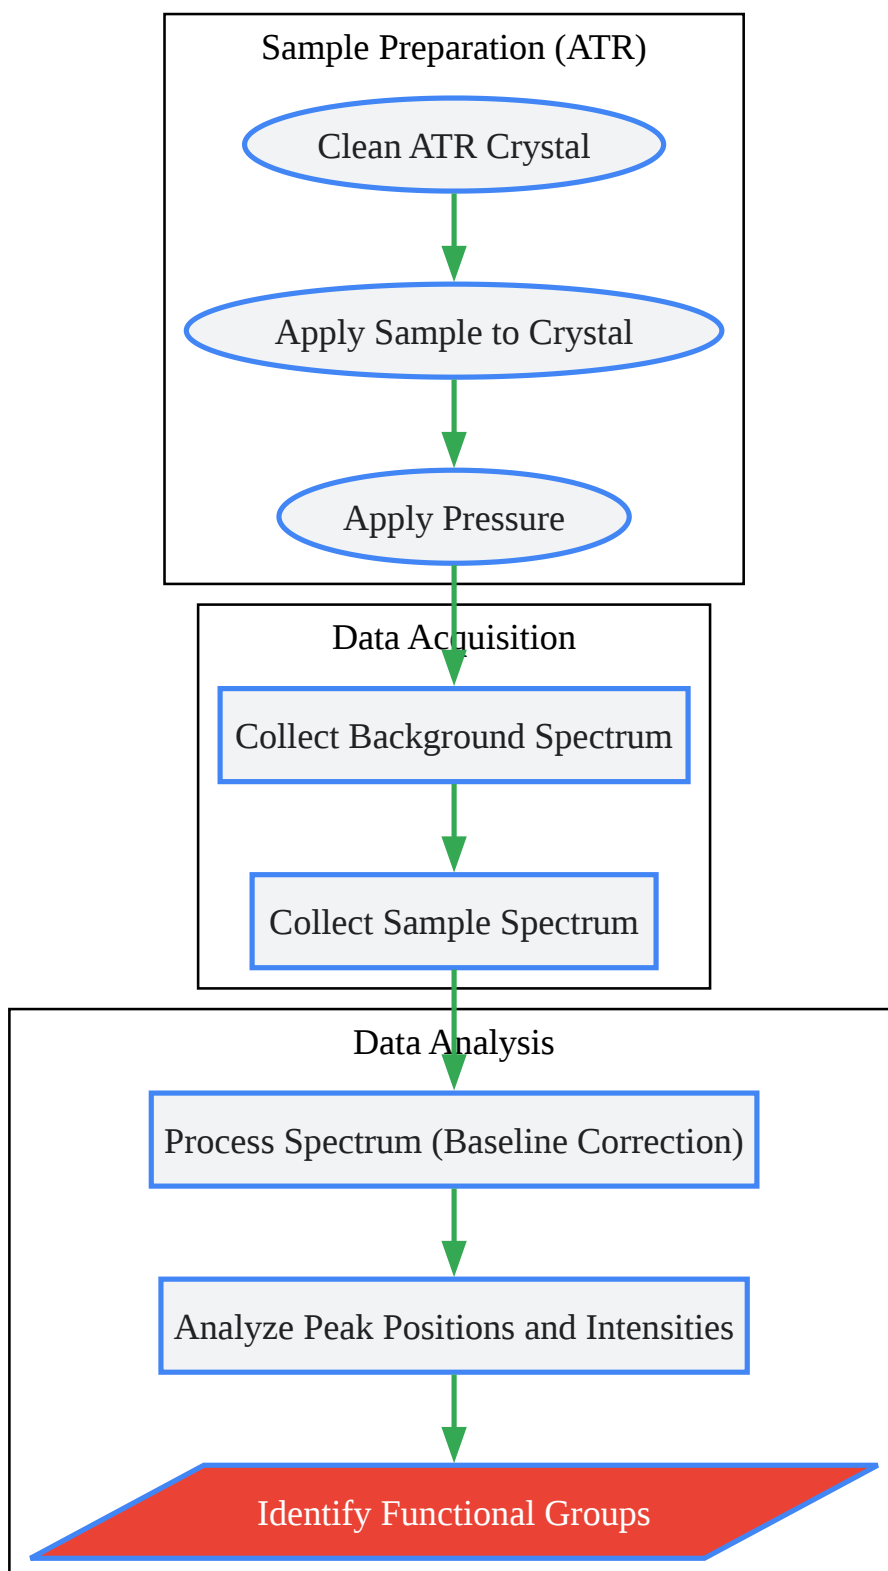 Sample Preparation (ATR)
Clean ATR Crystal
Apply Sample to Crystal
Apply Pressure
Data Acquisition
Collect Background Spectrum
Collect Sample Spectrum
Data Analysis
Process Spectrum (Baseline Correction)
Analyze Peak Positions and Intensities
Identify Functional Groups